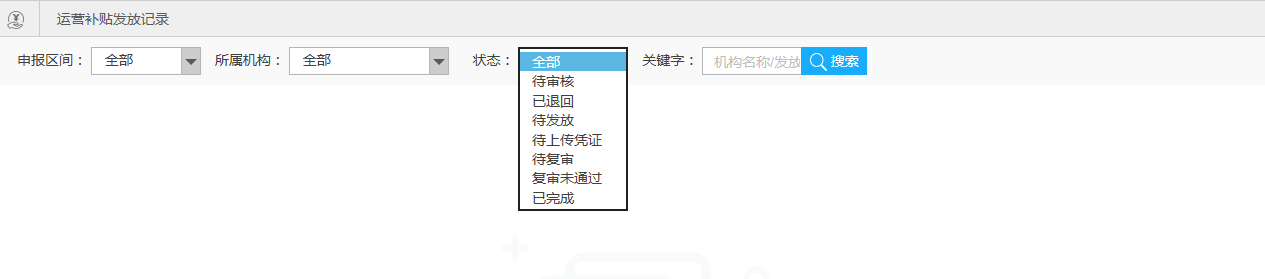 运营补贴发放记录
申报区间： 全部 所属机构： 全部 状态： 全部 关键字： 机构名称/发放 搜索
待审核
已退回
待发放
待上传凭证
待复审
复审未通过
已完成